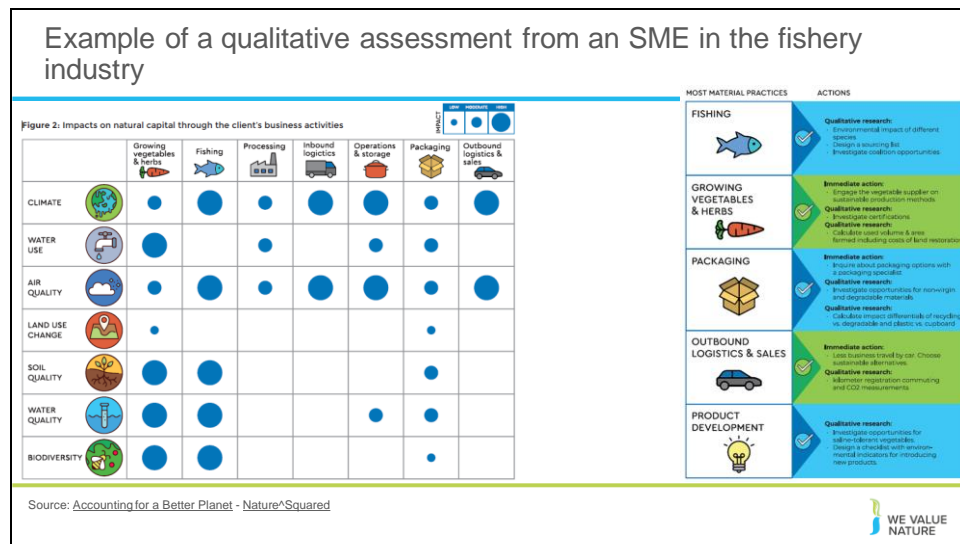 Example of a qualitative assessment from an SME in the fishery
industry
Figure 2: Impacts on natural capital through the client's business activities
IMPACT
LOW MODERATE HIGH
Growing
vegetables
& herbs
Fishing
Processing
Inbound
logistics
Operations
& storage
Packaging
Outbound
logistics &
sales
CLIMATE
WATER
USE
AIR
QUALITY
LAND USE
CHANGE
SOIL
QUALITY
WATER
QUALITY
BIODIVERSITY
MOST MATERIAL PRACTICES
ACTIONS
FISHING
Qualitative research:
- Environmental impact of different
species
- Design a sourcing list
- Investigate coalition opportunities
GROWING
VEGETABLES
& HERBS
Immediate action:
- Engage the vegetable supplier on
sustainable production methods
Qualitative research:
- Investigate certifications
Qualitative research:
- Calculate used volume & area
farmed including costs of land restoration
PACKAGING
Immediate action:
- Inquire about packaging options with
a packaging specialist
Qualitative research:
- Investigate opportunities for nonvirgin
and degradable materials
Qualitative research:
- Calculate impact differentials of recycling
vs. degradable and plastic vs. cupboard
OUTBOUND
LOGISTICS & SALES
Immediate action:
- Less business travel by car. Choose
sustainable alternatives.
Qualitative research:
- kilometer registration commuting
and CO2 measurements
PRODUCT
DEVELOPMENT
Qualitative research:
- Investigate opportunities for
saline-tolerant vegetables.
- Design a checklist with environ-
mental indicators for introducing
new products.
Source: Accounting for a Better Planet - Nature^Squared
WE VALUE
NATURE